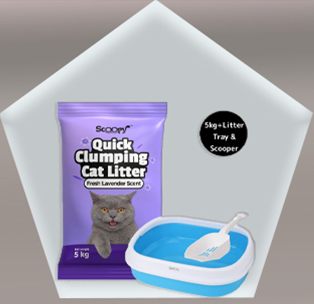 Scoopy
Quick
Clumping
Cat Litter
Fresh Lavender Scent
5 kg
5kg+Litter
Tray &
Scooper